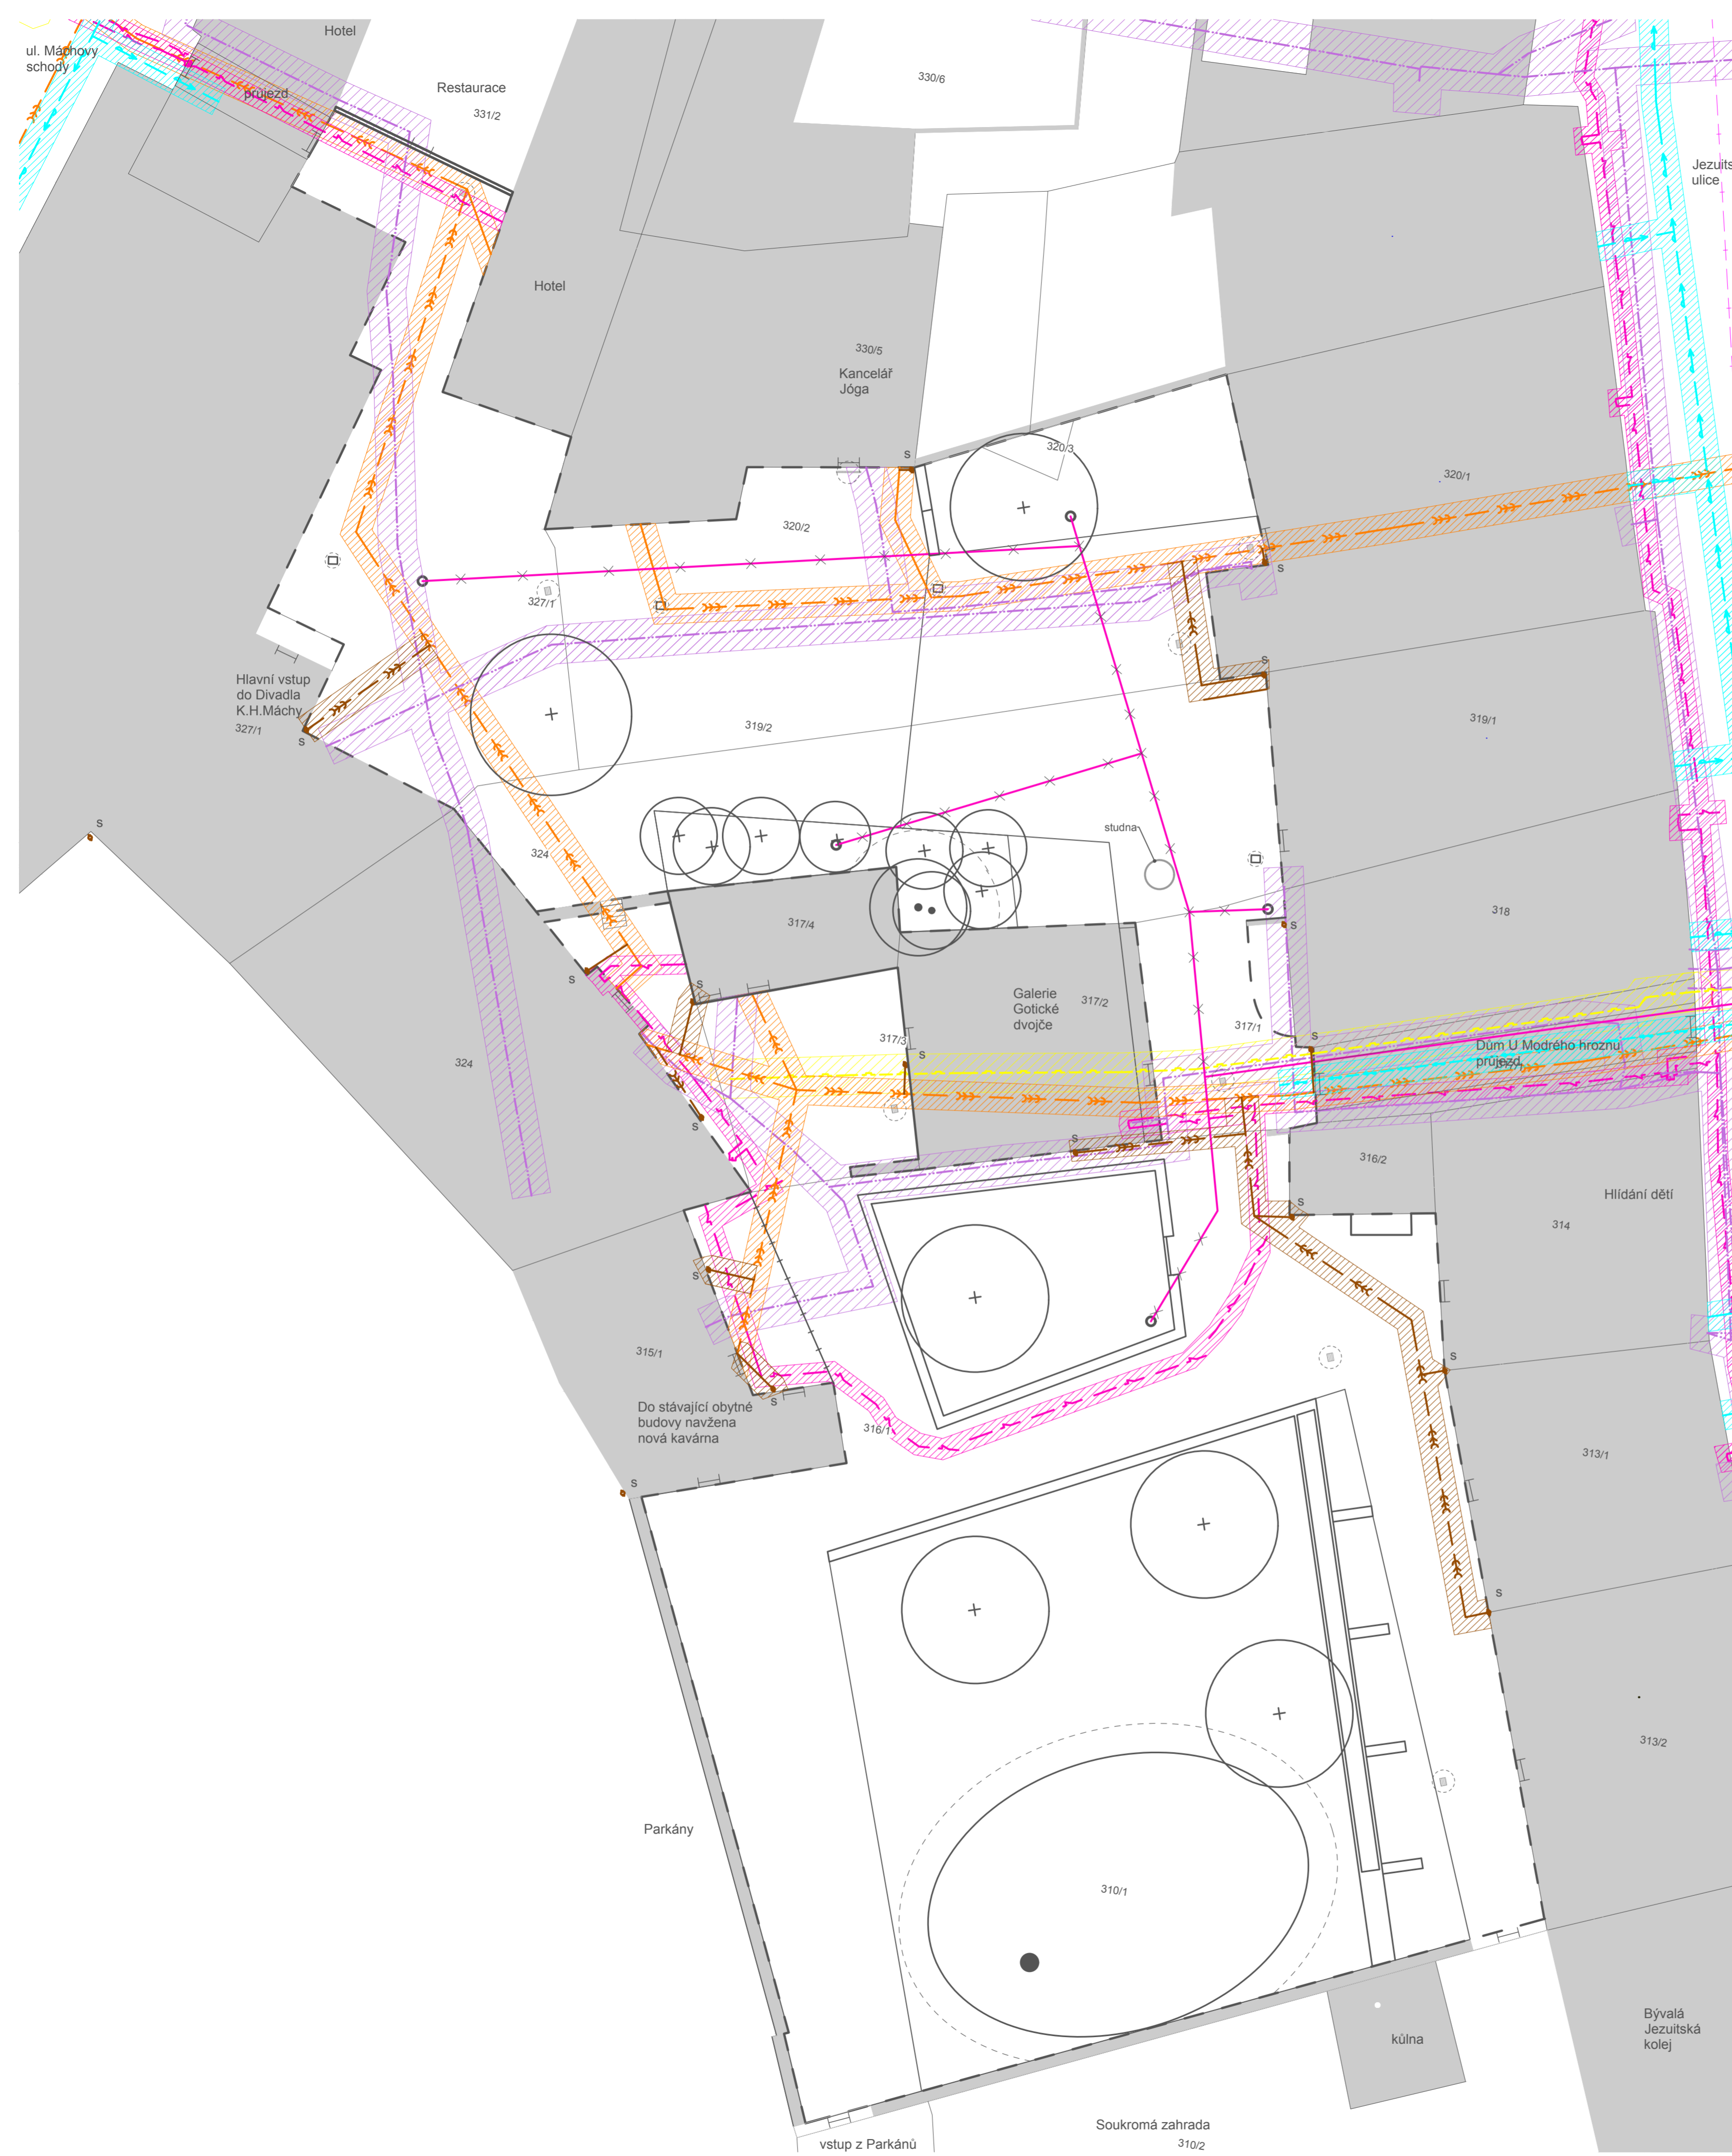 Hotel
ul. Máchovy
schody
průjezd
Restaurace
331/2
330/6
Jezuits
ulice
Hotel
330/5
Kancelář
Jóga
s
320/3
320/1
320/2
s
327/1
s
Hlavní vstup
do Divadla
K.H.Máchy
327/1
s
319/2
319/1
s
studna
324
317/4
318
s
s
s
Galerie
Gotické
dvojče
317/2
317/1
317/3
s
s
Dům U Modrého hroznu
průjezd
324
s
s
316/2
Hlídání dětí
s
314
s
315/1
s
s
Do stávající obytné
budovy navžena
nová kavárna
316/1
313/1
s
s
313/2
Parkány
310/1
Bývalá
Jezuitská
kolej
kůlna
Soukromá zahrada
310/2
vstup z Parkánů